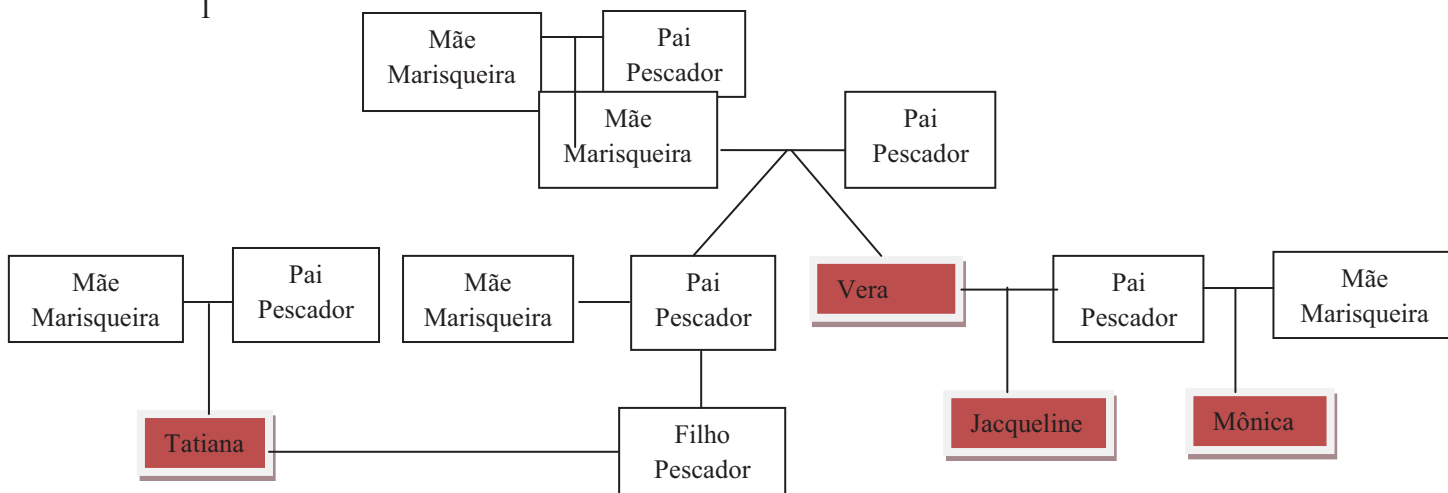 1
Mãe
Marisqueira
Pai
Pescador
Mãe
Marisqueira
Pai
Pescador
Mãe
Marisqueira
Pai
Pescador
Mãe
Marisqueira
Pai
Pescador
Vera
Pai
Pescador
Mãe
Marisqueira
Tatiana
Filho
Pescador
Jacqueline
Mônica